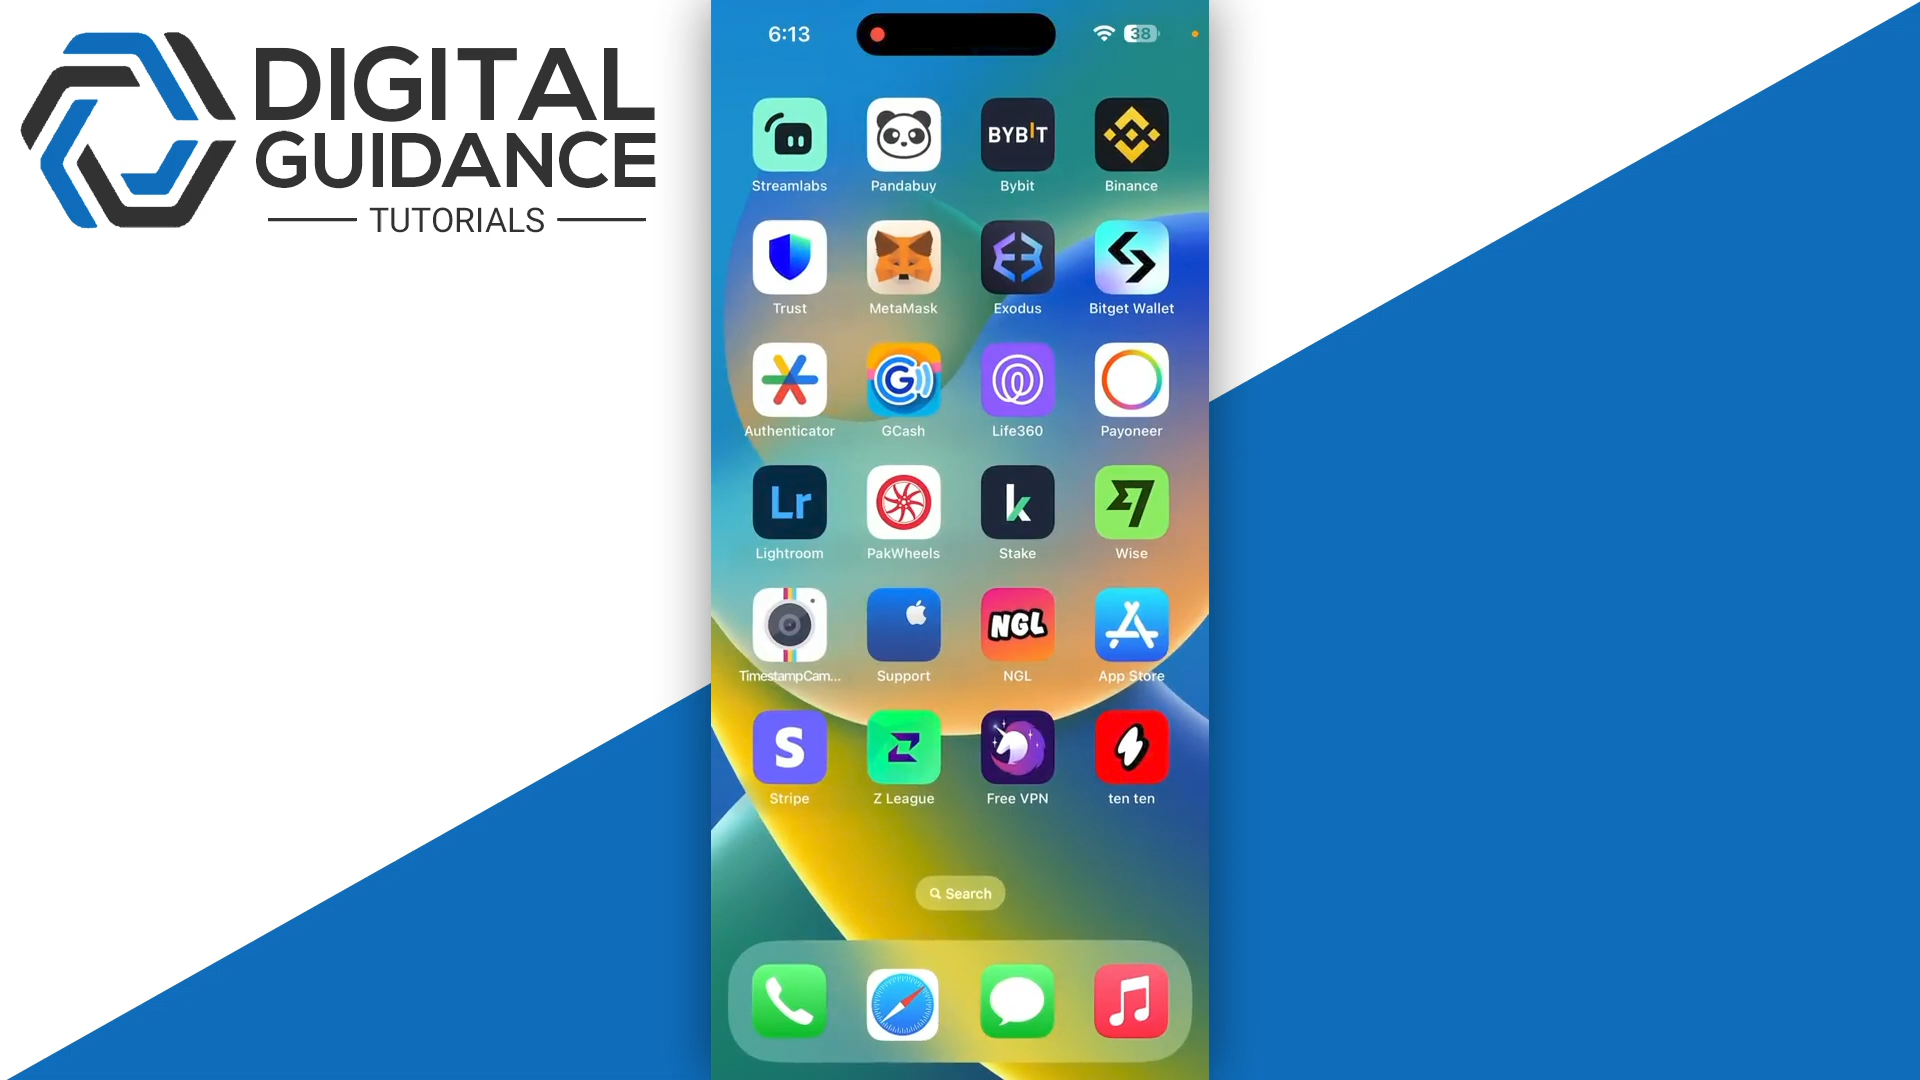 DIGITAL
GUIDANCE
TUTORIALS
6:13
38
BYBIT
Streamlabs
Pandabuy
Bybit
Binance
Trust
MetaMask
Exodus
Bitget Wallet
G
Authenticator
GCash
Life360
Payoneer
Lr
k
Lightroom
PakWheels
Stake
Wise
NGL
TimestampCam...
Support
NGL
App Store
S
Z
Stripe
Z League
Free VPN
ten ten
Search